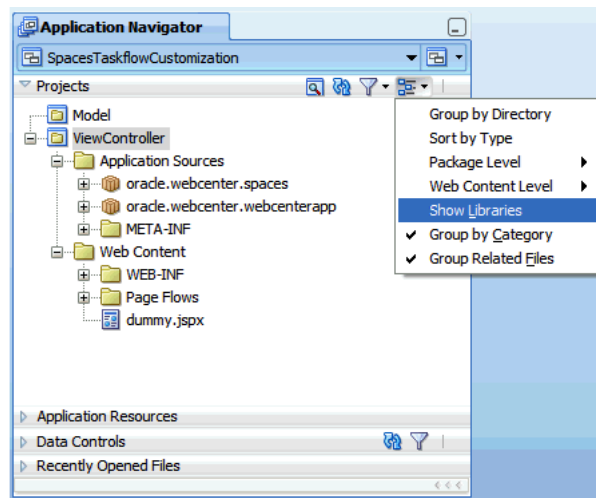 Application Navigator
SpacesTaskflowCustomization
Projects
Model
ViewController
Application Sources
oracle.webcenter.spaces
oracle.webcenter.webcenterapp
META-INF
Web Content
WEB-INF
Page Flows
dummy.jspx
Group by Directory
Sort by Type
Package Level
Web Content Level
Show Libraries
Group by Category
Group Related Files
Application Resources
Data Controls
Recently Opened Files